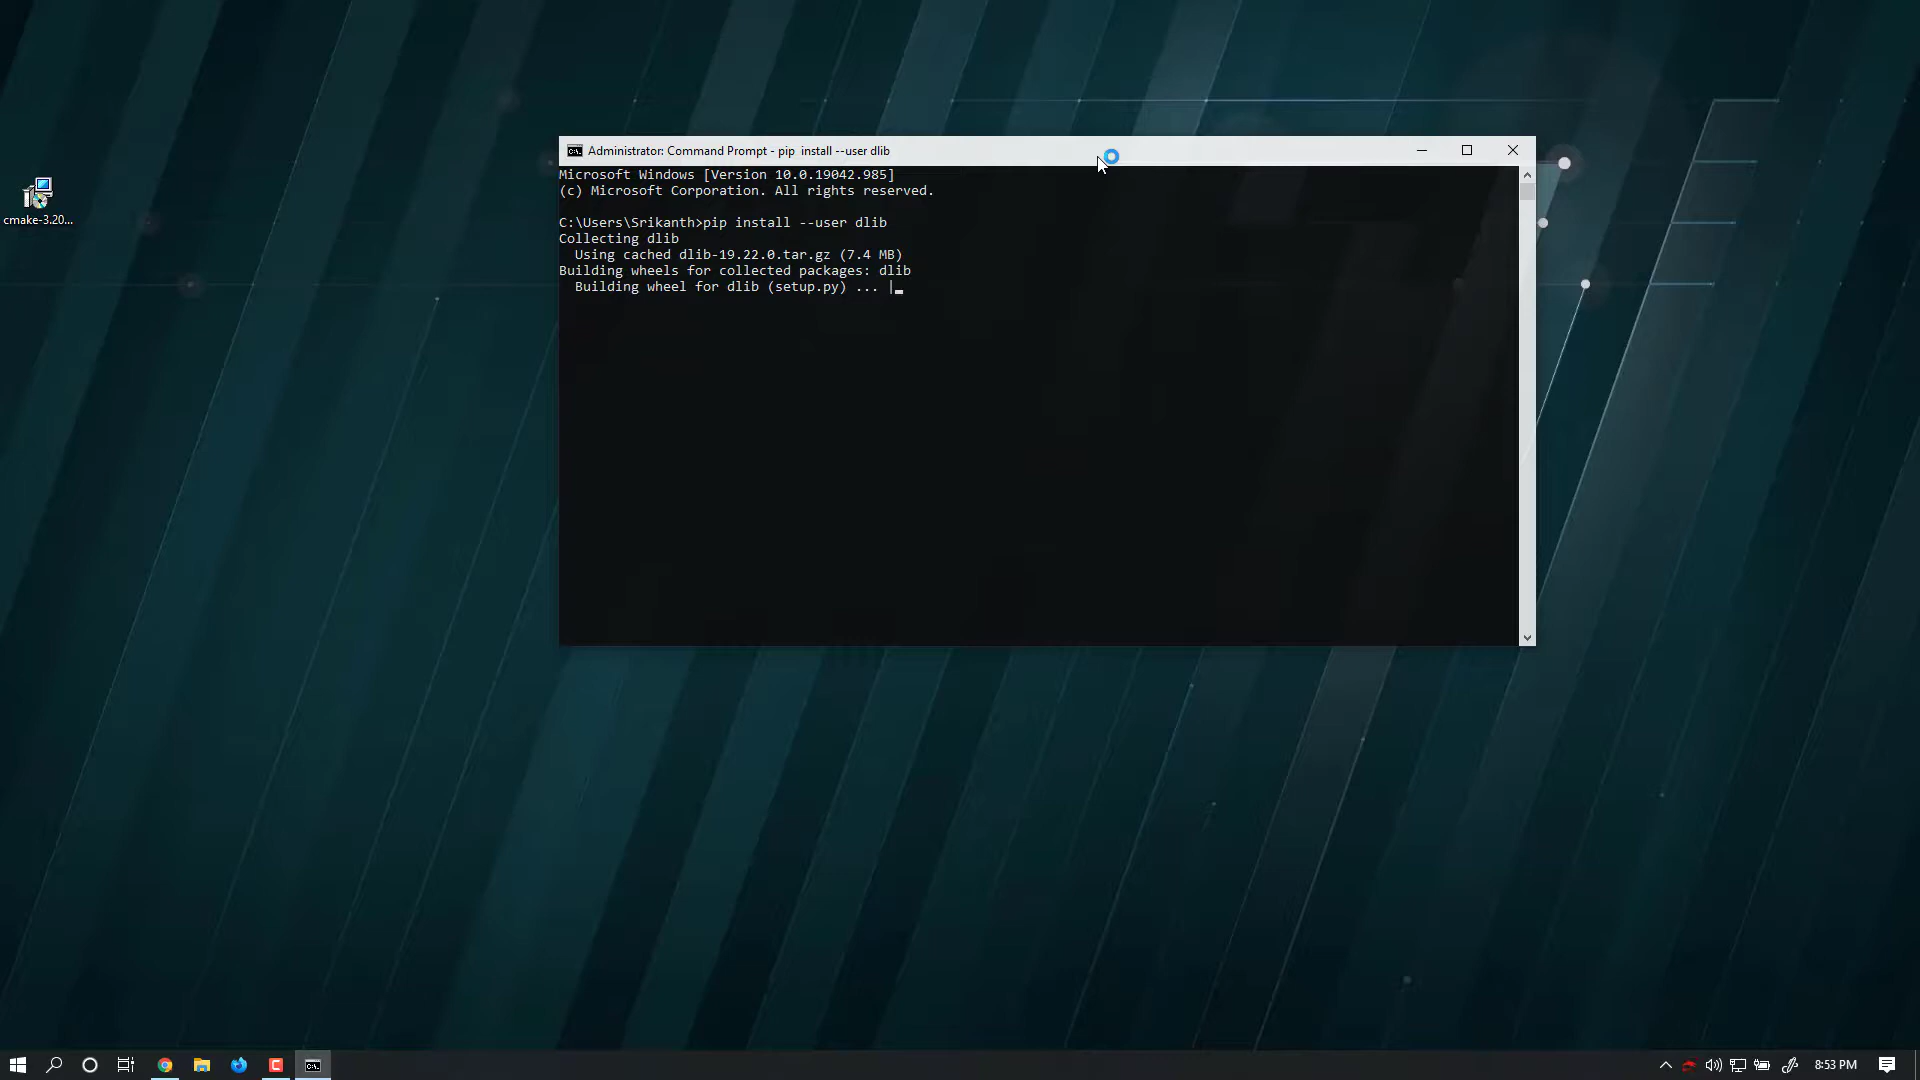 cmake-3.20...
Administrator: Command Prompt - pip  install --user dlib
Microsoft Windows [Version 10.0.19042.985]
(c) Microsoft Corporation. All rights reserved.
C:\Users\Srikanth>pip install --user dlib
Collecting dlib
  Using cached dlib-19.22.0.tar.gz (7.4 MB)
Building wheels for collected packages: dlib
  Building wheel for dlib (setup.py) ... |
8:53 PM